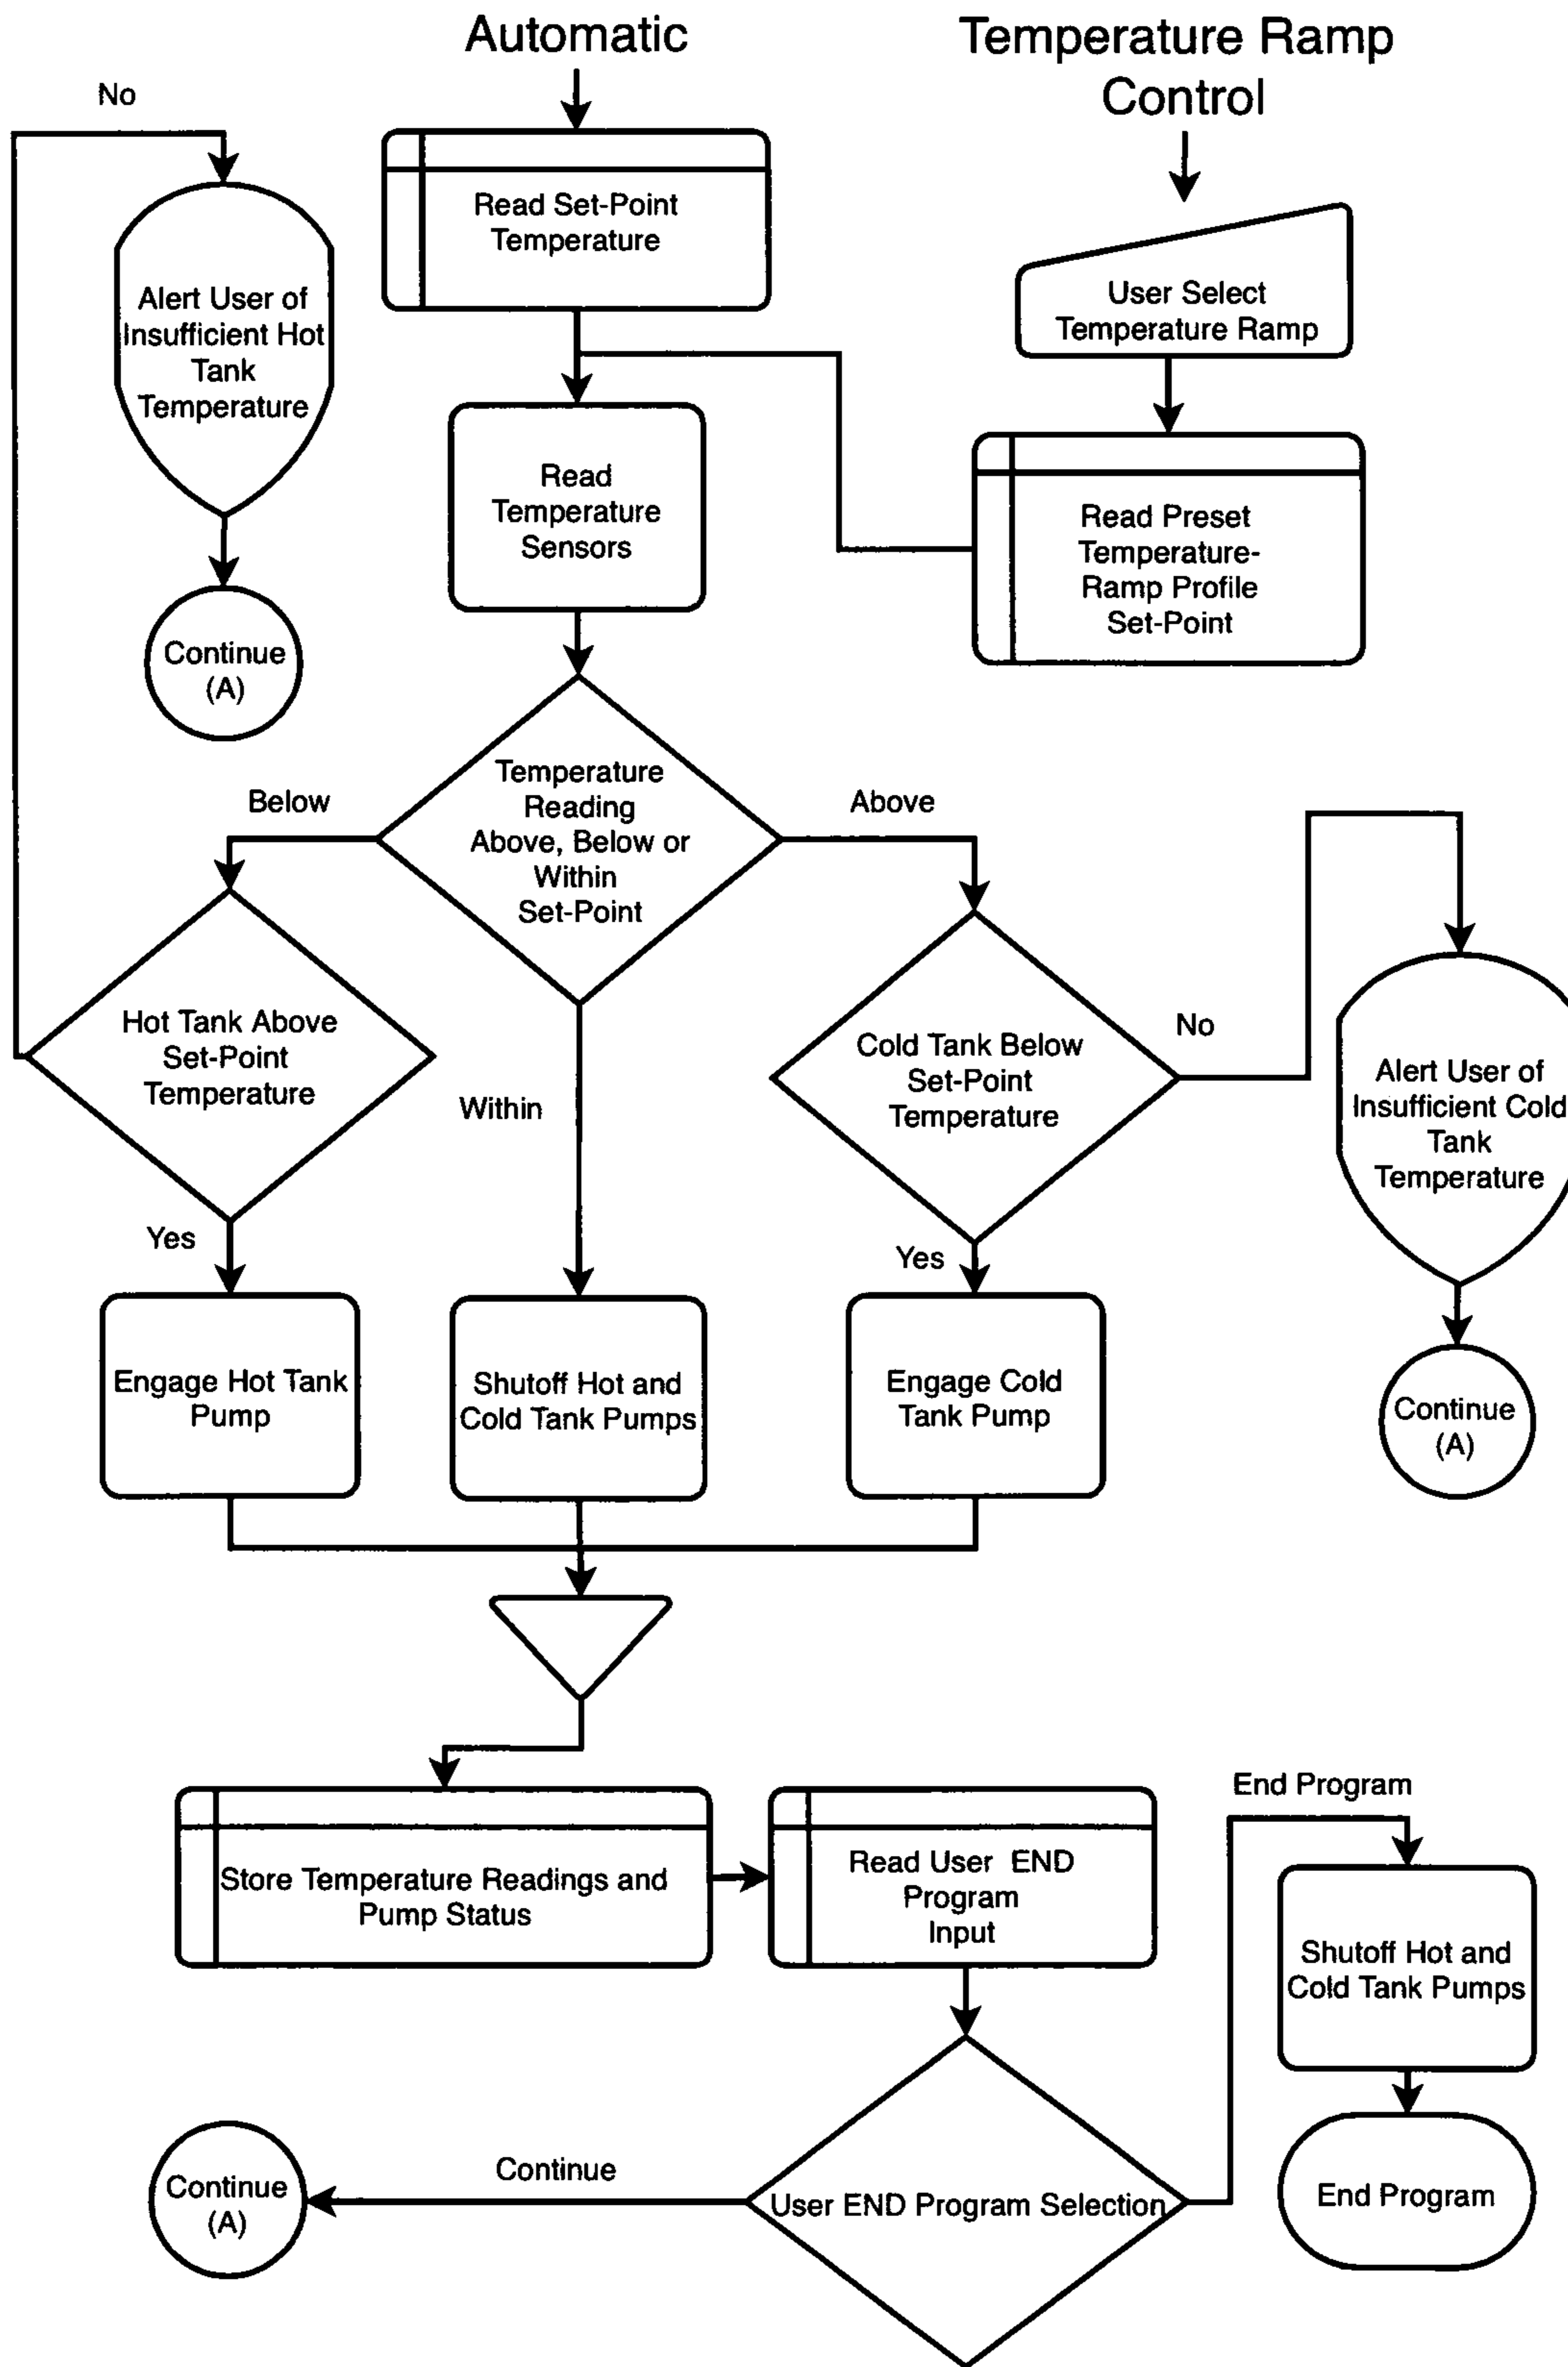 Automatic
Temperature Ramp
Control
No
Read Set-Point
Temperature
Alert User of
Insufficient Hot
Tank
Temperature
User Select
Temperature Ramp
Read
Temperature
Sensors
Read Preset
Temperature-
Ramp Profile
Set-Point
Continue
(A)
Temperature
Reading
Above, Below or
Within
Set-Point
Below
Above
Hot Tank Above
Set-Point
Temperature
Within
Cold Tank Below
Set-Point
Temperature
No
Alert User of
Insufficient Cold
Tank
Temperature
Yes
Yes
Engage Hot Tank
Pump
Shutoff Hot and
Cold Tank Pumps
Engage Cold
Tank Pump
Continue
(A)
Store Temperature Readings and
Pump Status
Read User END
Program
Input
End Program
Shutoff Hot and
Cold Tank Pumps
Continue
(A)
Continue
User END Program Selection
End Program